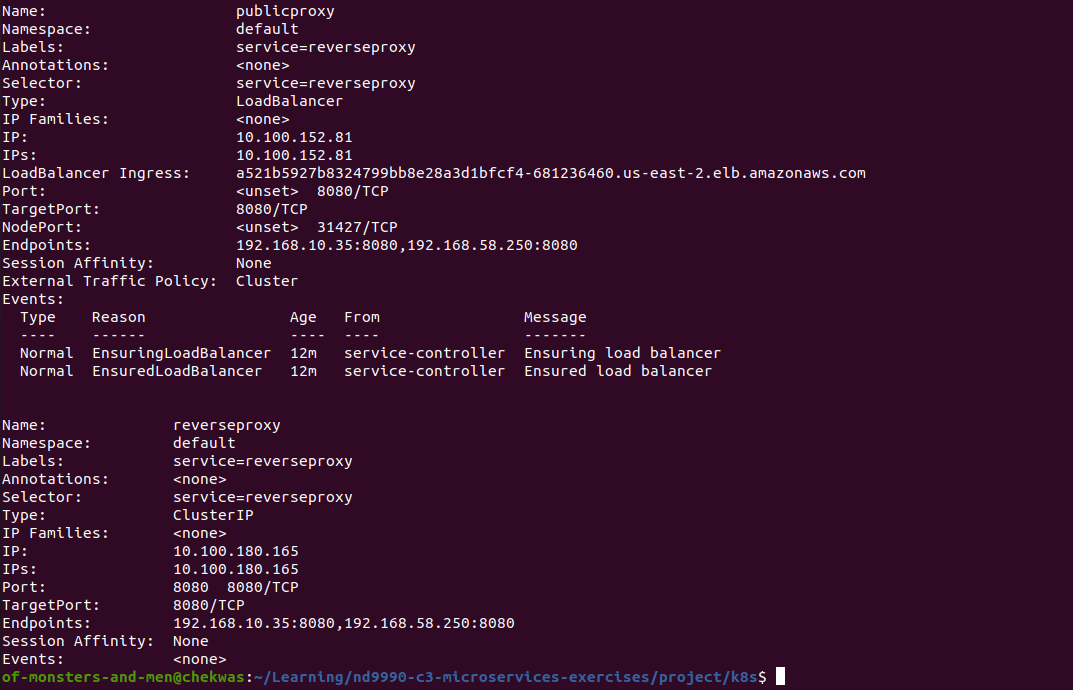 Name:                     publicproxy
Namespace:                default
Labels:                   service=reverseproxy
Annotations:              <none>
Selector:                 service=reverseproxy
Type:                     LoadBalancer
IP Families:              <none>
IP:                       10.100.152.81
IPs:                      10.100.152.81
LoadBalancer Ingress:     a521b5927b8324799bb8e28a3d1bfcf4-681236460.us-east-2.elb.amazonaws.com
Port:                     <unset>  8080/TCP
TargetPort:               8080/TCP
NodePort:                 <unset>  31427/TCP
Endpoints:                192.168.10.35:8080,192.168.58.250:8080
Session Affinity:         None
External Traffic Policy:  Cluster
Events:
  Type    Reason                Age   From                Message
  ----    ------                ----  ----                -------
  Normal  EnsuringLoadBalancer  12m   service-controller  Ensuring load balancer
  Normal  EnsuredLoadBalancer   12m   service-controller  Ensured load balancer
Name:              reverseproxy
Namespace:         default
Labels:            service=reverseproxy
Annotations:       <none>
Selector:          service=reverseproxy
Type:              ClusterIP
IP Families:       <none>
IP:                10.100.180.165
IPs:               10.100.180.165
Port:              8080  8080/TCP
TargetPort:        8080/TCP
Endpoints:         192.168.10.35:8080,192.168.58.250:8080
Session Affinity:  None
Events:            <none>
of-monsters-and-men@chekwas:~/Learning/nd9990-c3-microservices-exercises/project/k8s$